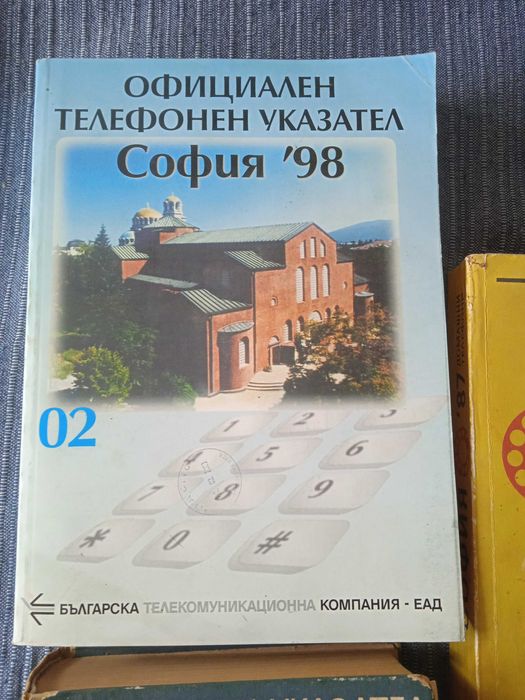 ОФИЦИАЛЕН
ТЕЛЕФОНЕН УКАЗАТЕЛ
София '98
02
1 2 3
4 5 6
7 8 9
* 0 #
БЪЛГАРСКА ТЕЛЕКОМУНИКАЦИОННА КОМПАНИЯ - ЕАД
'87